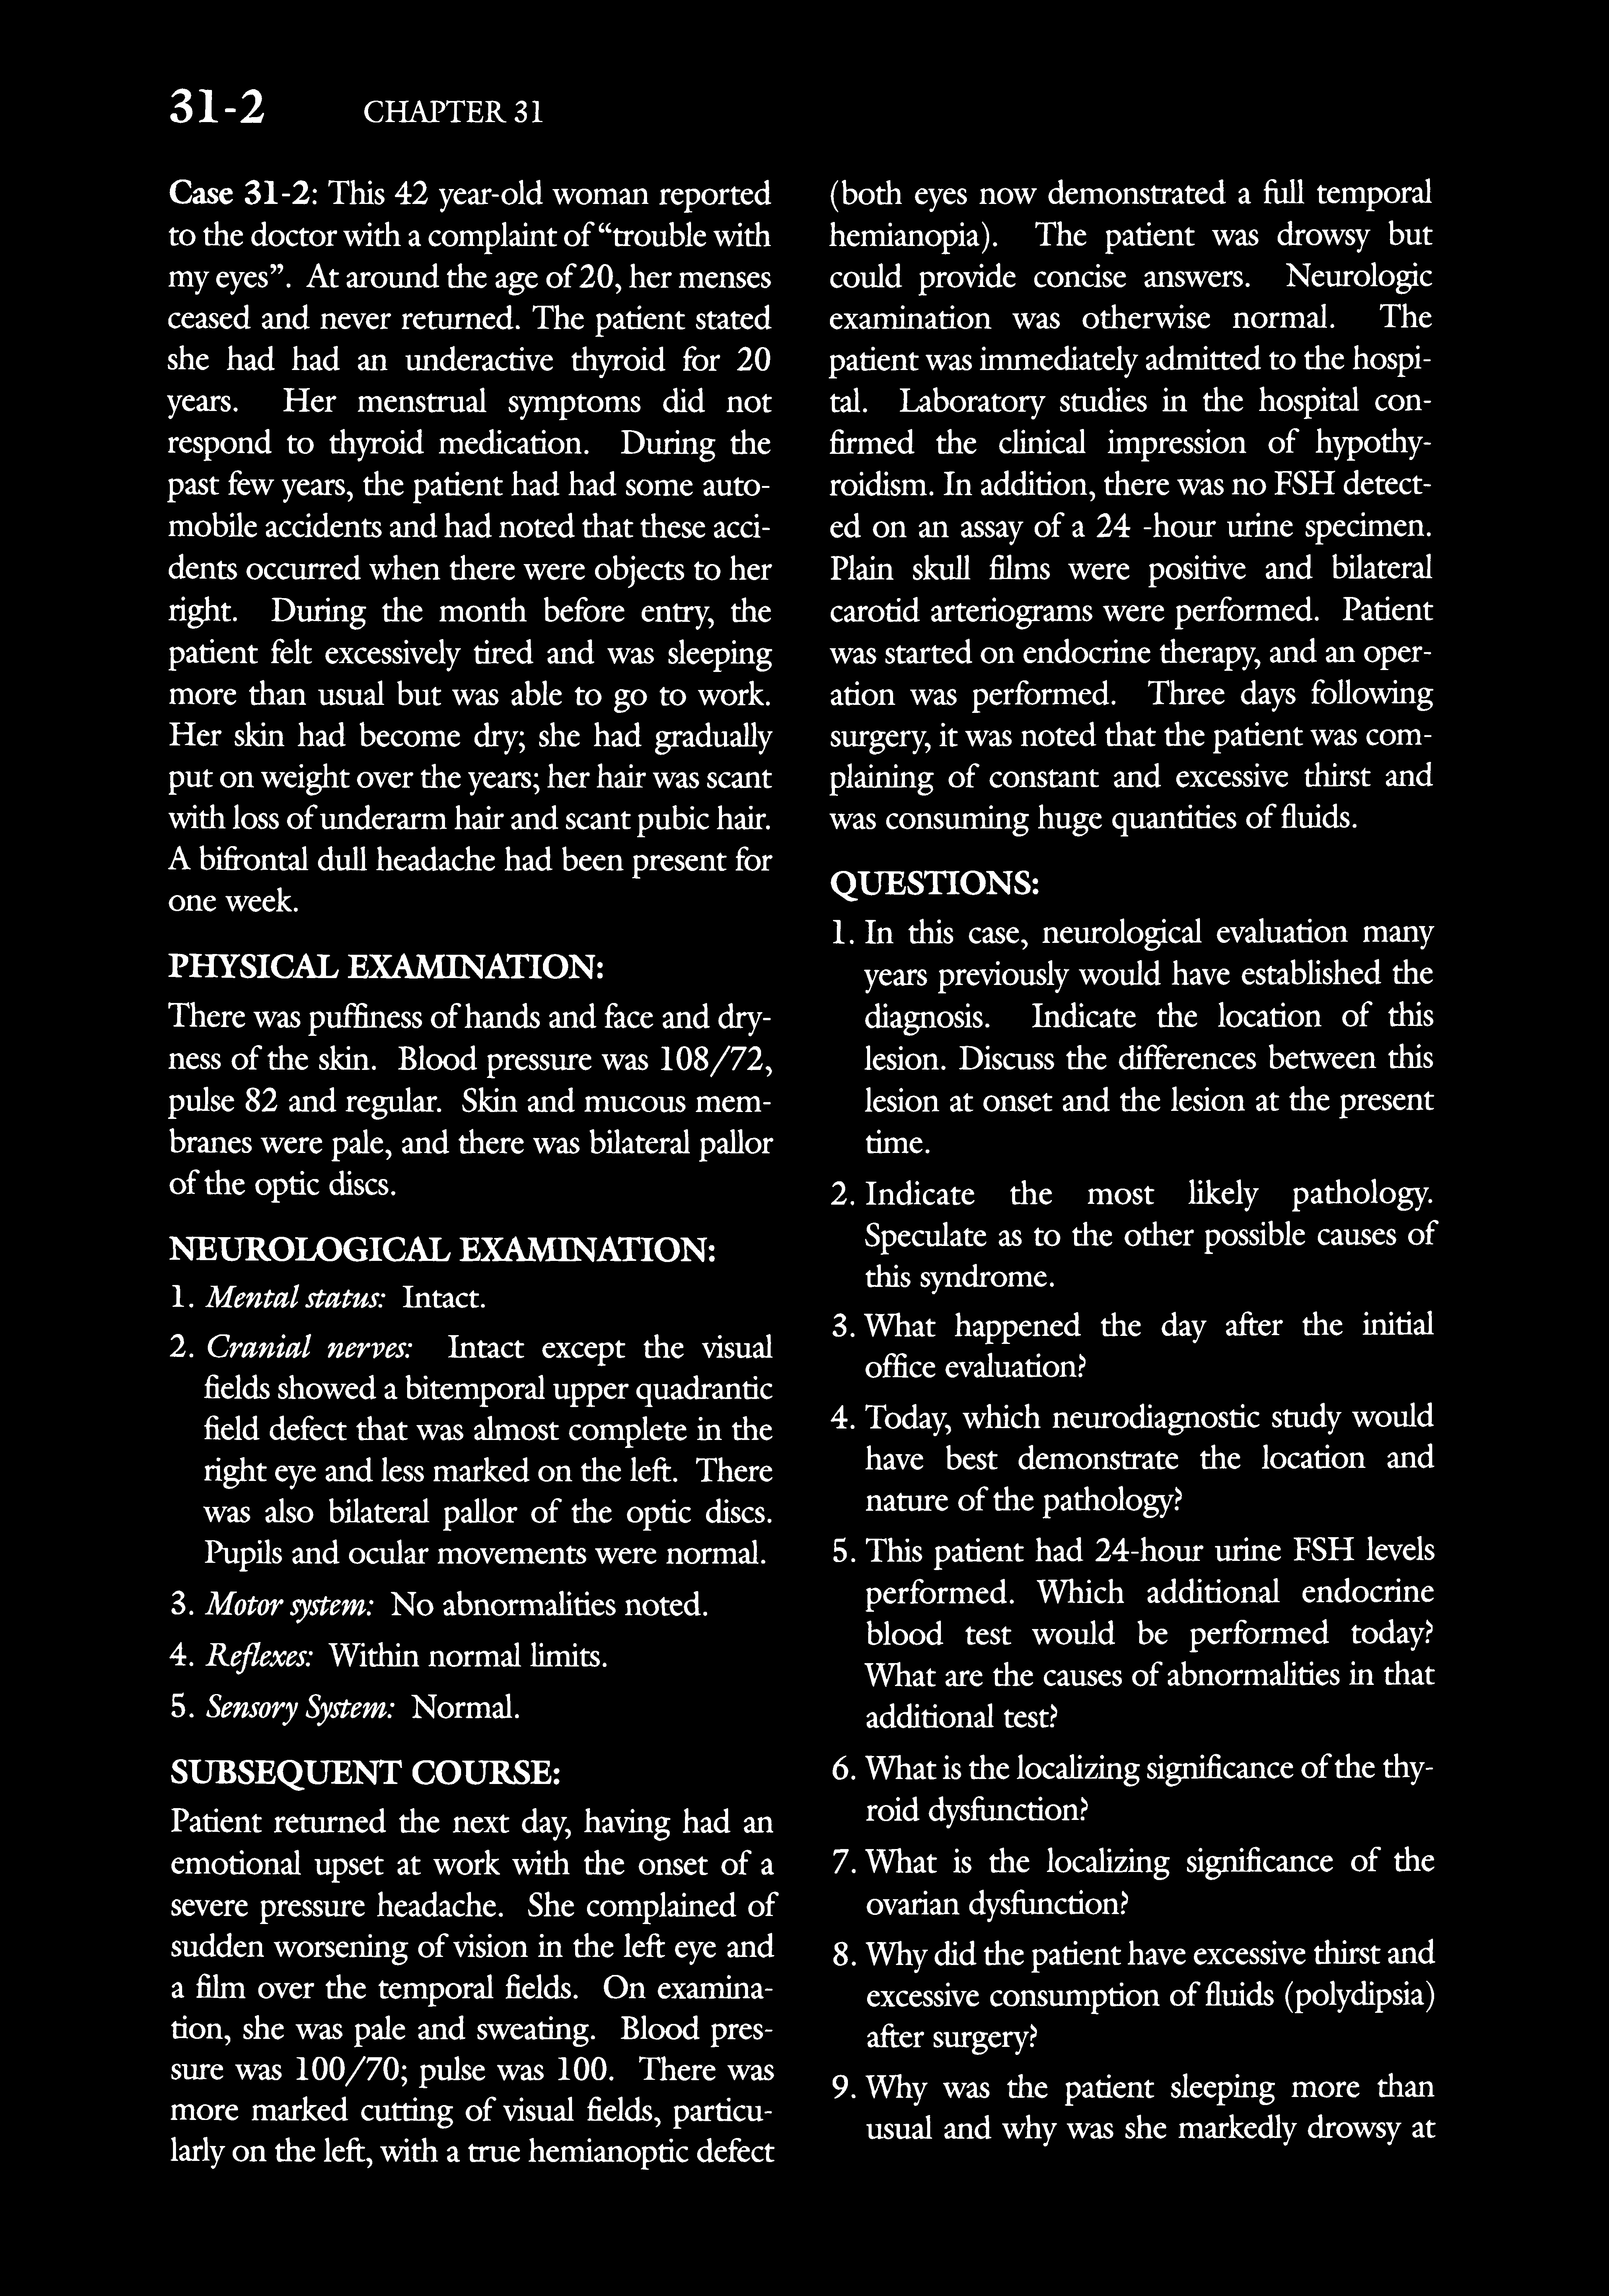 31-2 CHAPTER 31
Case 31-2: This 42 year-old woman reported
to the doctor with a complaint of “trouble with
my eyes”. At around the age of 20, her menses
ceased and never returned. The patient stated
she had had an underactive thyroid for 20
years. Her menstrual symptoms did not
respond to thyroid medication. During the
past few years, the patient had had some auto-
mobile accidents and had noted that these acci-
dents occurred when there were objects to her
right. During the month before entry, the
patient felt excessively tired and was sleeping
more than usual but was able to go to work.
Her skin had become dry; she had gradually
put on weight over the years; her hair was scant
with loss of underarm hair and scant pubic hair.
A bifrontal dull headache had been present for
one week.
PHYSICAL EXAMINATION:
There was puffiness of hands and face and dry-
ness of the skin. Blood pressure was 108/72,
pulse 82 and regular. Skin and mucous mem-
branes were pale, and there was bilateral pallor
of the optic discs.
NEUROLOGICAL EXAMINATION:
1. Mental status: Intact.
2. Cranial nerves: Intact except the visual
fields showed a bitemporal upper quadrantic
field defect that was almost complete in the
right eye and less marked on the left. There
was also bilateral pallor of the optic discs.
Pupils and ocular movements were normal.
3. Motor system: No abnormalities noted.
4. Reflexes: Within normal limits.
5. Sensory System: Normal.
SUBSEQUENT COURSE:
Patient returned the next day, having had an
emotional upset at work with the onset of a
severe pressure headache. She complained of
sudden worsening of vision in the left eye and
a film over the temporal fields. On examina-
tion, she was pale and sweating. Blood pres-
sure was 100/70; pulse was 100. There was
more marked cutting of visual fields, particu-
larly on the left, with a true hemianoptic defect
(both eyes now demonstrated a full temporal
hemianopia). The patient was drowsy but
could provide concise answers. Neurologic
examination was otherwise normal. The
patient was immediately admitted to the hospi-
tal. Laboratory studies in the hospital con-
firmed the clinical impression of hypothy-
roidism. In addition, there was no FSH detect-
ed on an assay of a 24 -hour urine specimen.
Plain skull films were positive and bilateral
carotid arteriograms were performed. Patient
was started on endocrine therapy, and an oper-
ation was performed. Three days following
surgery, it was noted that the patient was com-
plaining of constant and excessive thirst and
was consuming huge quantities of fluids.
QUESTIONS:
1. In this case, neurological evaluation many
years previously would have established the
diagnosis. Indicate the location of this
lesion. Discuss the differences between this
lesion at onset and the lesion at the present
time.
2. Indicate the most likely pathology.
Speculate as to the other possible causes of
this syndrome.
3. What happened the day after the initial
office evaluation?
4. Today, which neurodiagnostic study would
have best demonstrate the location and
nature of the pathology?
5. This patient had 24-hour urine FSH levels
performed. Which additional endocrine
blood test would be performed today?
What are the causes of abnormalities in that
additional test?
6. What is the localizing significance of the thy-
roid dysfunction?
7. What is the localizing significance of the
ovarian dysfunction?
8. Why did the patient have excessive thirst and
excessive consumption of fluids (polydipsia)
after surgery?
9. Why was the patient sleeping more than
usual and why was she markedly drowsy at